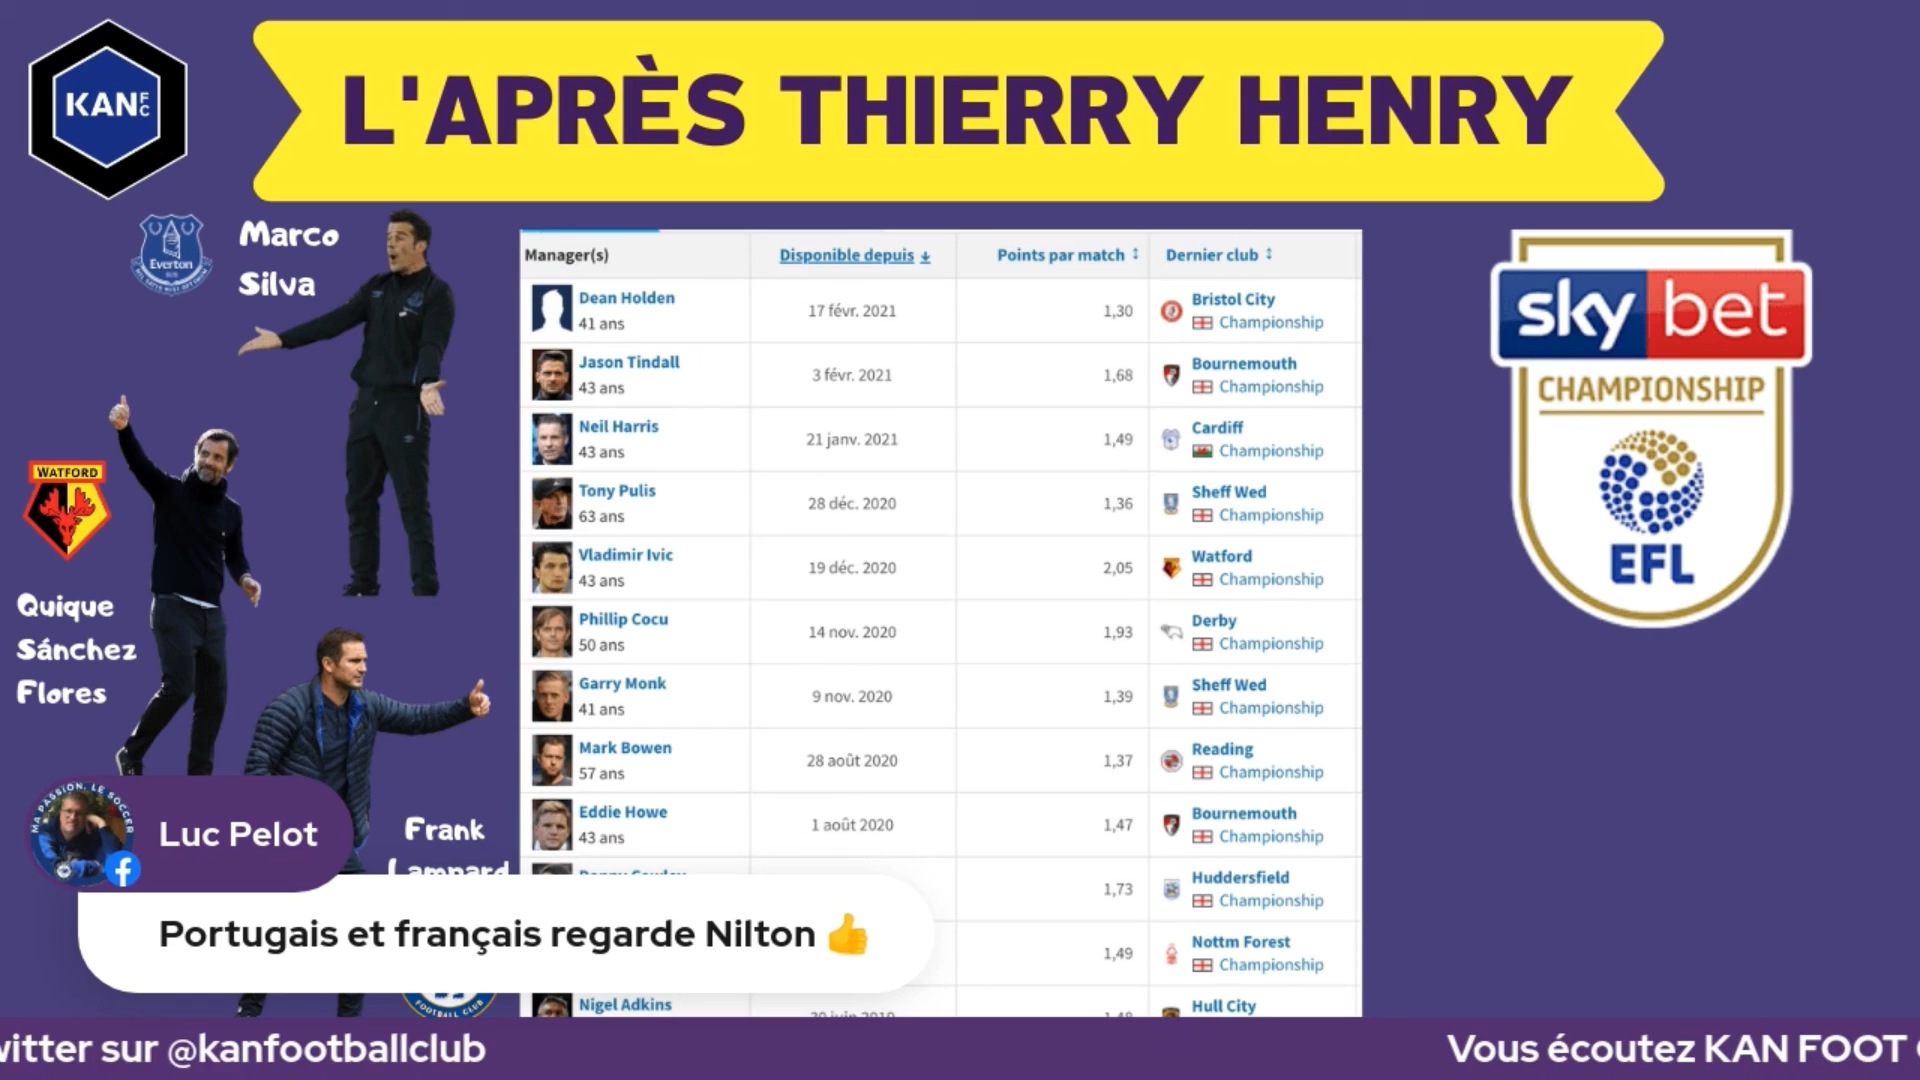 L'APRÈS THIERRY HENRY
KAN FC
Everton
Marco
Silva
WATFORD
Quique
Sánchez
Flores
Frank
Lampard
Manager(s) Disponible depuis ↓ Points par match Dernier club
Dean Holden
41 ans
17 févr. 2021 1,30
Bristol City
Championship
Jason Tindall
43 ans
3 févr. 2021 1,68
Bournemouth
Championship
Neil Harris
43 ans
21 janv. 2021 1,49
Cardiff
Championship
Tony Pulis
63 ans
28 déc. 2020 1,36
Sheff Wed
Championship
Vladimir Ivic
43 ans
19 déc. 2020 2,05
Watford
Championship
Phillip Cocu
50 ans
14 nov. 2020 1,93
Derby
Championship
Garry Monk
41 ans
9 nov. 2020 1,39
Sheff Wed
Championship
Mark Bowen
57 ans
28 août 2020 1,37
Reading
Championship
Eddie Howe
43 ans
1 août 2020 1,47
Bournemouth
Championship
1,73
Huddersfield
Championship
1,49
Nottm Forest
Championship
Nigel Adkins
Hull City
sky bet
CHAMPIONSHIP
EFL
MA PASSION, LE SOCCER
Luc Pelot
Portugais et français regarde Nilton 👍
FOOTBALL CLUB
witter sur @kanfootballclub
Vous écoutez KAN FOOT